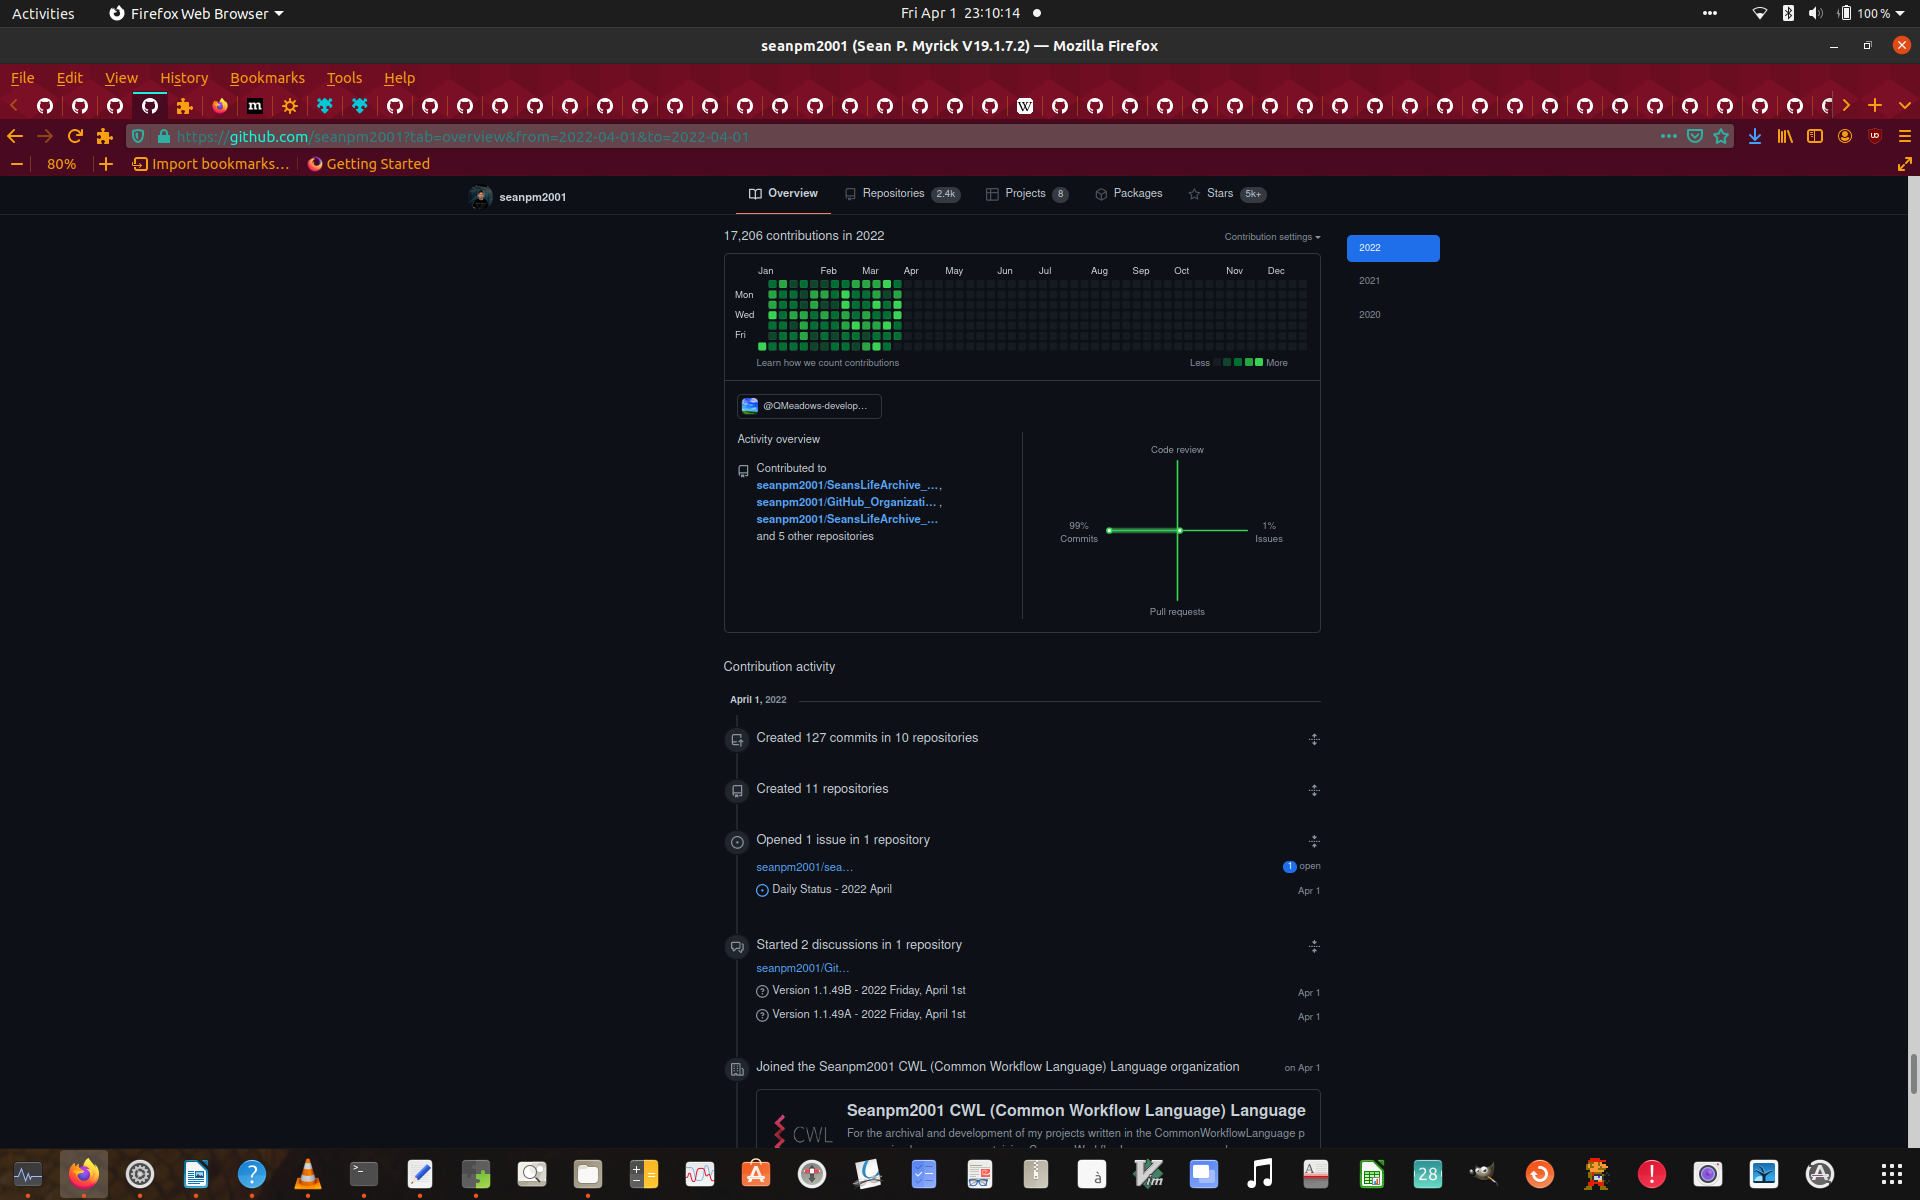 Activities
Firefox Web Browser
Fri Apr 1 23:10:14
100 %
seanpm2001 (Sean P. Myrick V19.1.7.2) — Mozilla Firefox
File Edit View History Bookmarks Tools Help
https://github.com/seanpm2001?tab=overview&from=2022-04-01&to=2022-04-01
80%
Import bookmarks...
Getting Started
seanpm2001
Overview
Repositories 2.4k
Projects 8
Packages
Stars 5k+
17,206 contributions in 2022
Contribution settings
2022
2021
2020
Jan Feb Mar Apr May Jun Jul Aug Sep Oct Nov Dec
Mon
Wed
Fri
Learn how we count contributions
Less More
@QMeadows-develop...
Activity overview
Contributed to
seanpm2001/SeansLifeArchive_...,
seanpm2001/GitHub_Organizati... ,
seanpm2001/SeansLifeArchive_...
and 5 other repositories
Code review
99%
Commits
1%
Issues
Pull requests
Contribution activity
April 1, 2022
Created 127 commits in 10 repositories
Created 11 repositories
Opened 1 issue in 1 repository
seanpm2001/sea...
1 open
Daily Status - 2022 April
Apr 1
Started 2 discussions in 1 repository
seanpm2001/Git...
Version 1.1.49B - 2022 Friday, April 1st
Apr 1
Version 1.1.49A - 2022 Friday, April 1st
Apr 1
Joined the Seanpm2001 CWL (Common Workflow Language) Language organization
on Apr 1
CWL
Seanpm2001 CWL (Common Workflow Language) Language
For the archival and development of my projects written in the CommonWorkflowLanguage p
28